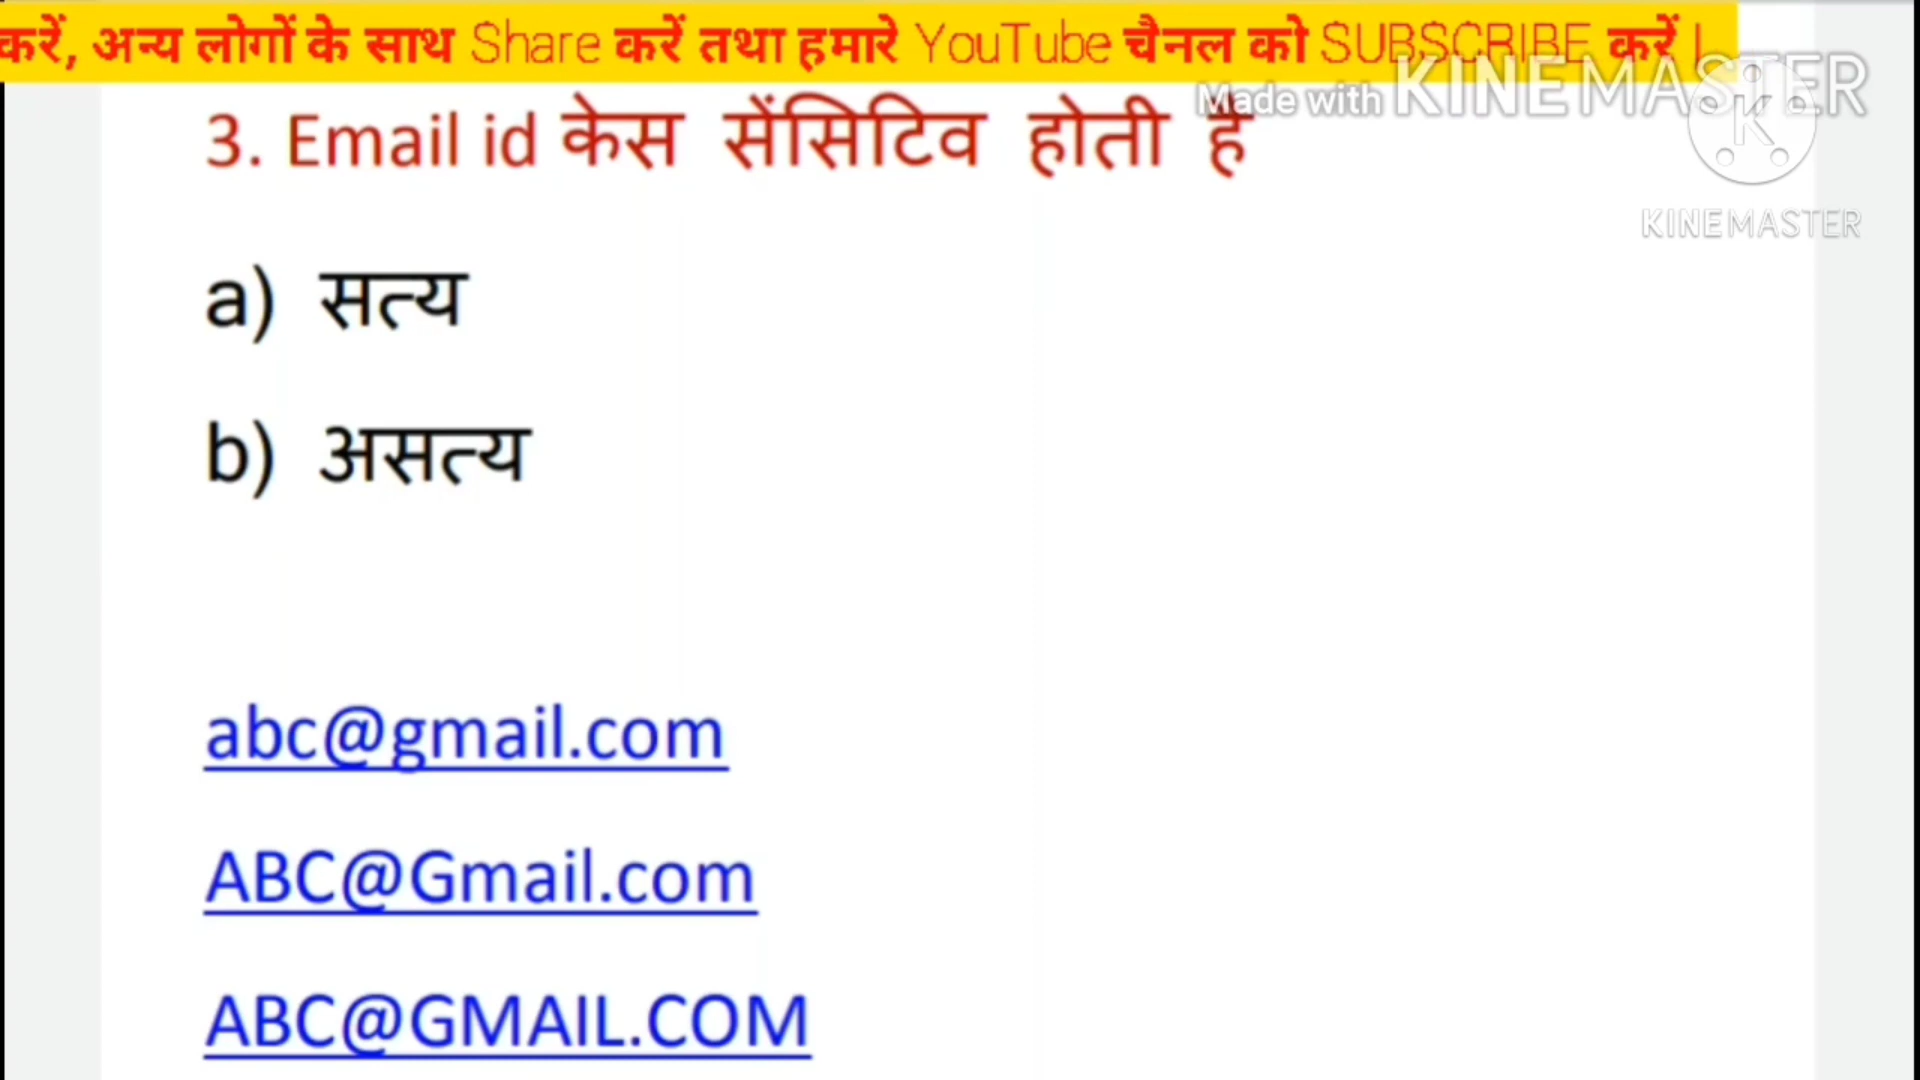 करें, अन्य लोगों के साथ Share करें तथा हमारे YouTube चैनल को SUBSCRIBE करें |
Made with KINEMASTER
3. Email id केस सेंसिटिव होती है
K
KINEMASTER
a) सत्य
b) असत्य
abc@gmail.com
ABC@Gmail.com
ABC@GMAIL.COM